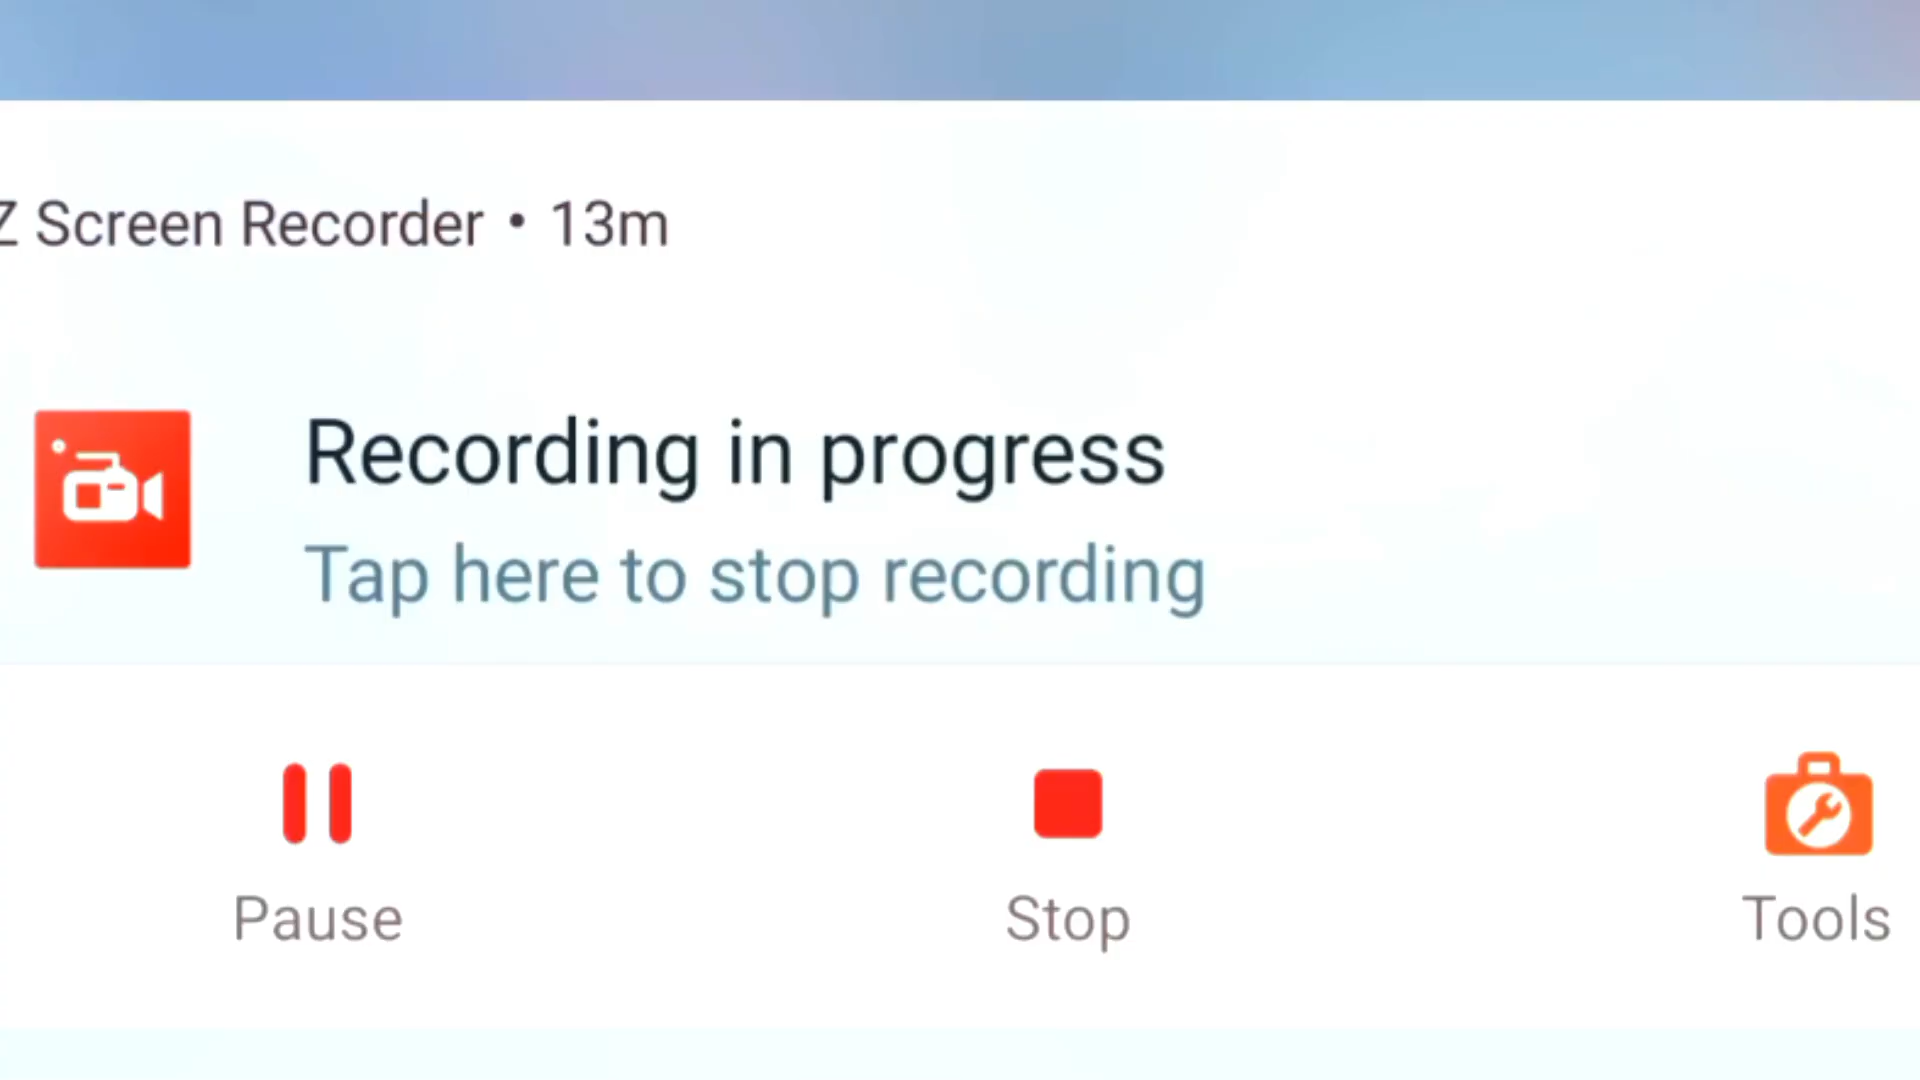 Z Screen Recorder • 13m
Recording in progress
Tap here to stop recording
Pause
Stop
Tools